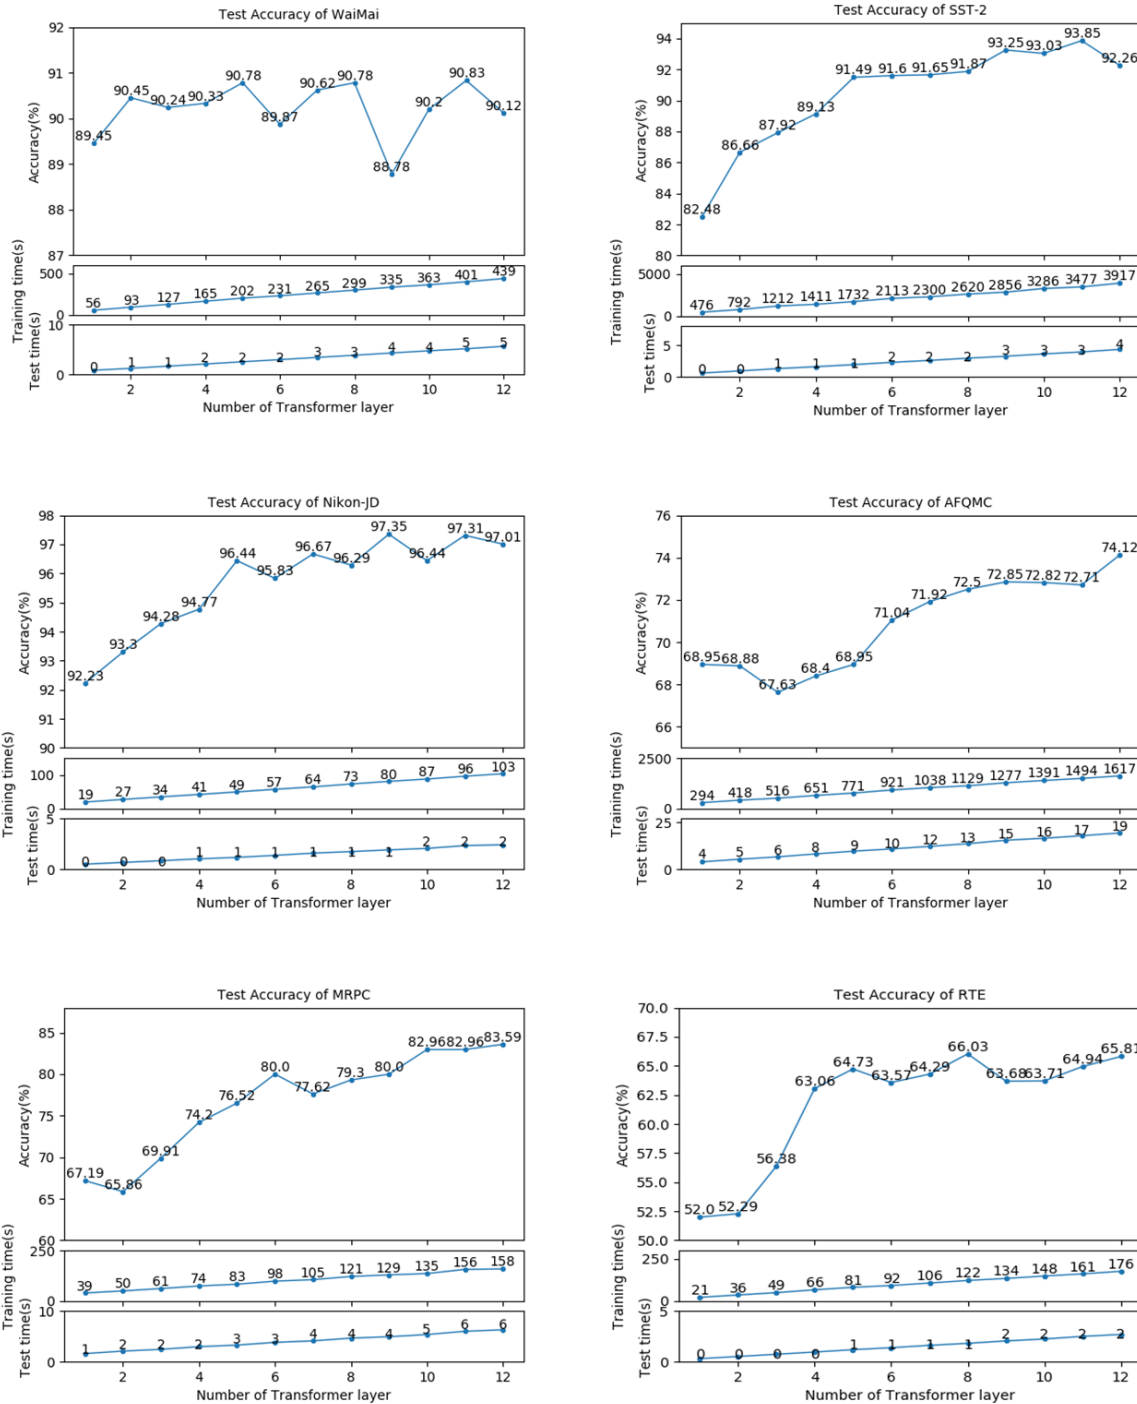 Test Accuracy of WaiMai
92
91
90
89
88
87
Accuracy(%)
89.45 90.45 90.24 90.33 90.78 89.87 90.62 90.78 88.78 90.2 90.83 90.12
500
0
Training time(s)
56 93 127 165 202 231 265 299 335 363 401 439
10
0
Test time(s)
0 1 1 2 2 2 3 3 4 4 5 5
2 4 6 8 10 12
Number of Transformer layer
Test Accuracy of SST-2
94
92
90
88
86
84
82
80
Accuracy(%)
82.48 86.66 87.92 89.13 91.49 91.6 91.65 91.87 93.25 93.03 93.85 92.26
5000
0
Training time(s)
476 792 1212 1411 1732 2113 2300 2620 2856 3286 3477 3917
5
0
Test time(s)
0 0 1 1 1 2 2 2 3 3 3 4
2 4 6 8 10 12
Number of Transformer layer
Test Accuracy of Nikon-JD
98
97
96
95
94
93
92
91
90
Accuracy(%)
92.23 93.3 94.28 94.77 96.44 95.83 96.67 96.29 97.35 96.44 97.31 97.01
100
0
Training time(s)
19 27 34 41 49 57 64 73 80 87 96 103
5
0
Test time(s)
0 0 0 1 1 1 1 1 1 2 2 2
2 4 6 8 10 12
Number of Transformer layer
Test Accuracy of AFQMC
76
74
72
70
68
66
Accuracy(%)
68.95 68.88 67.63 68.4 68.95 71.04 71.92 72.5 72.85 72.82 72.71 74.12
2500
0
Training time(s)
294 418 516 651 771 921 1038 1129 1277 1391 1494 1617
25
0
Test time(s)
4 5 6 8 9 10 12 13 15 16 17 19
2 4 6 8 10 12
Number of Transformer layer
Test Accuracy of MRPC
85
80
75
70
65
60
Accuracy(%)
67.19 65.86 69.91 74.2 76.52 80.0 77.62 79.3 80.0 82.96 82.96 83.59
250
0
Training time(s)
39 50 61 74 83 98 105 121 129 135 156 158
10
0
Test time(s)
1 2 2 2 3 3 4 4 4 5 6 6
2 4 6 8 10 12
Number of Transformer layer
Test Accuracy of RTE
70.0
67.5
65.0
62.5
60.0
57.5
55.0
52.5
50.0
Accuracy(%)
52.0 52.29 56.38 63.06 64.73 63.57 64.29 66.03 63.68 63.71 64.94 65.81
250
0
Training time(s)
21 36 49 66 81 92 106 122 134 148 161 176
5
0
Test time(s)
0 0 0 0 1 1 1 1 2 2 2 2
2 4 6 8 10 12
Number of Transformer layer